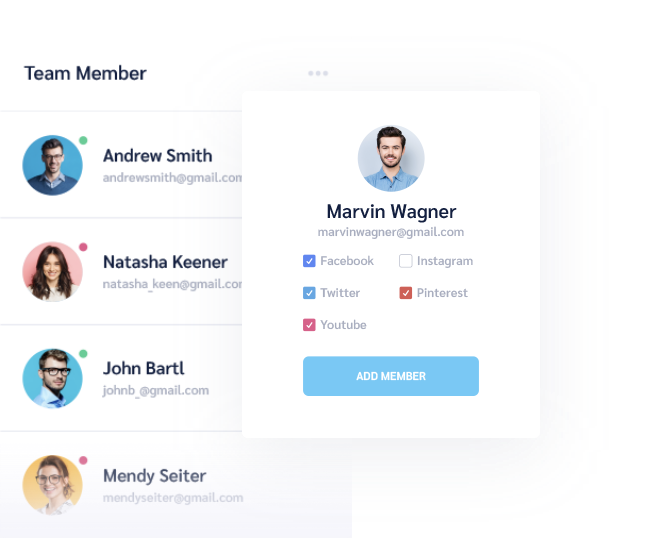 Team Member
Andrew Smith
andrewsmith@gmail.com
Natasha Keener
natasha_keen@gmail.com
John Bartl
johnb_@gmail.com
Mendy Seiter
mendyseiter@gmail.com
Marvin Wagner
marvinwagner@gmail.com
Facebook Instagram
Twitter Pinterest
Youtube
ADD MEMBER